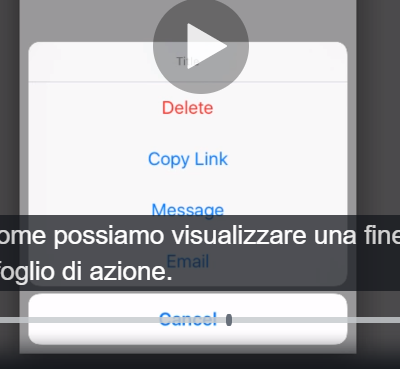 Delete
Copy Link
Message
ome possiamo visualizzare una fine
foglio di azione.
Email
Cancel